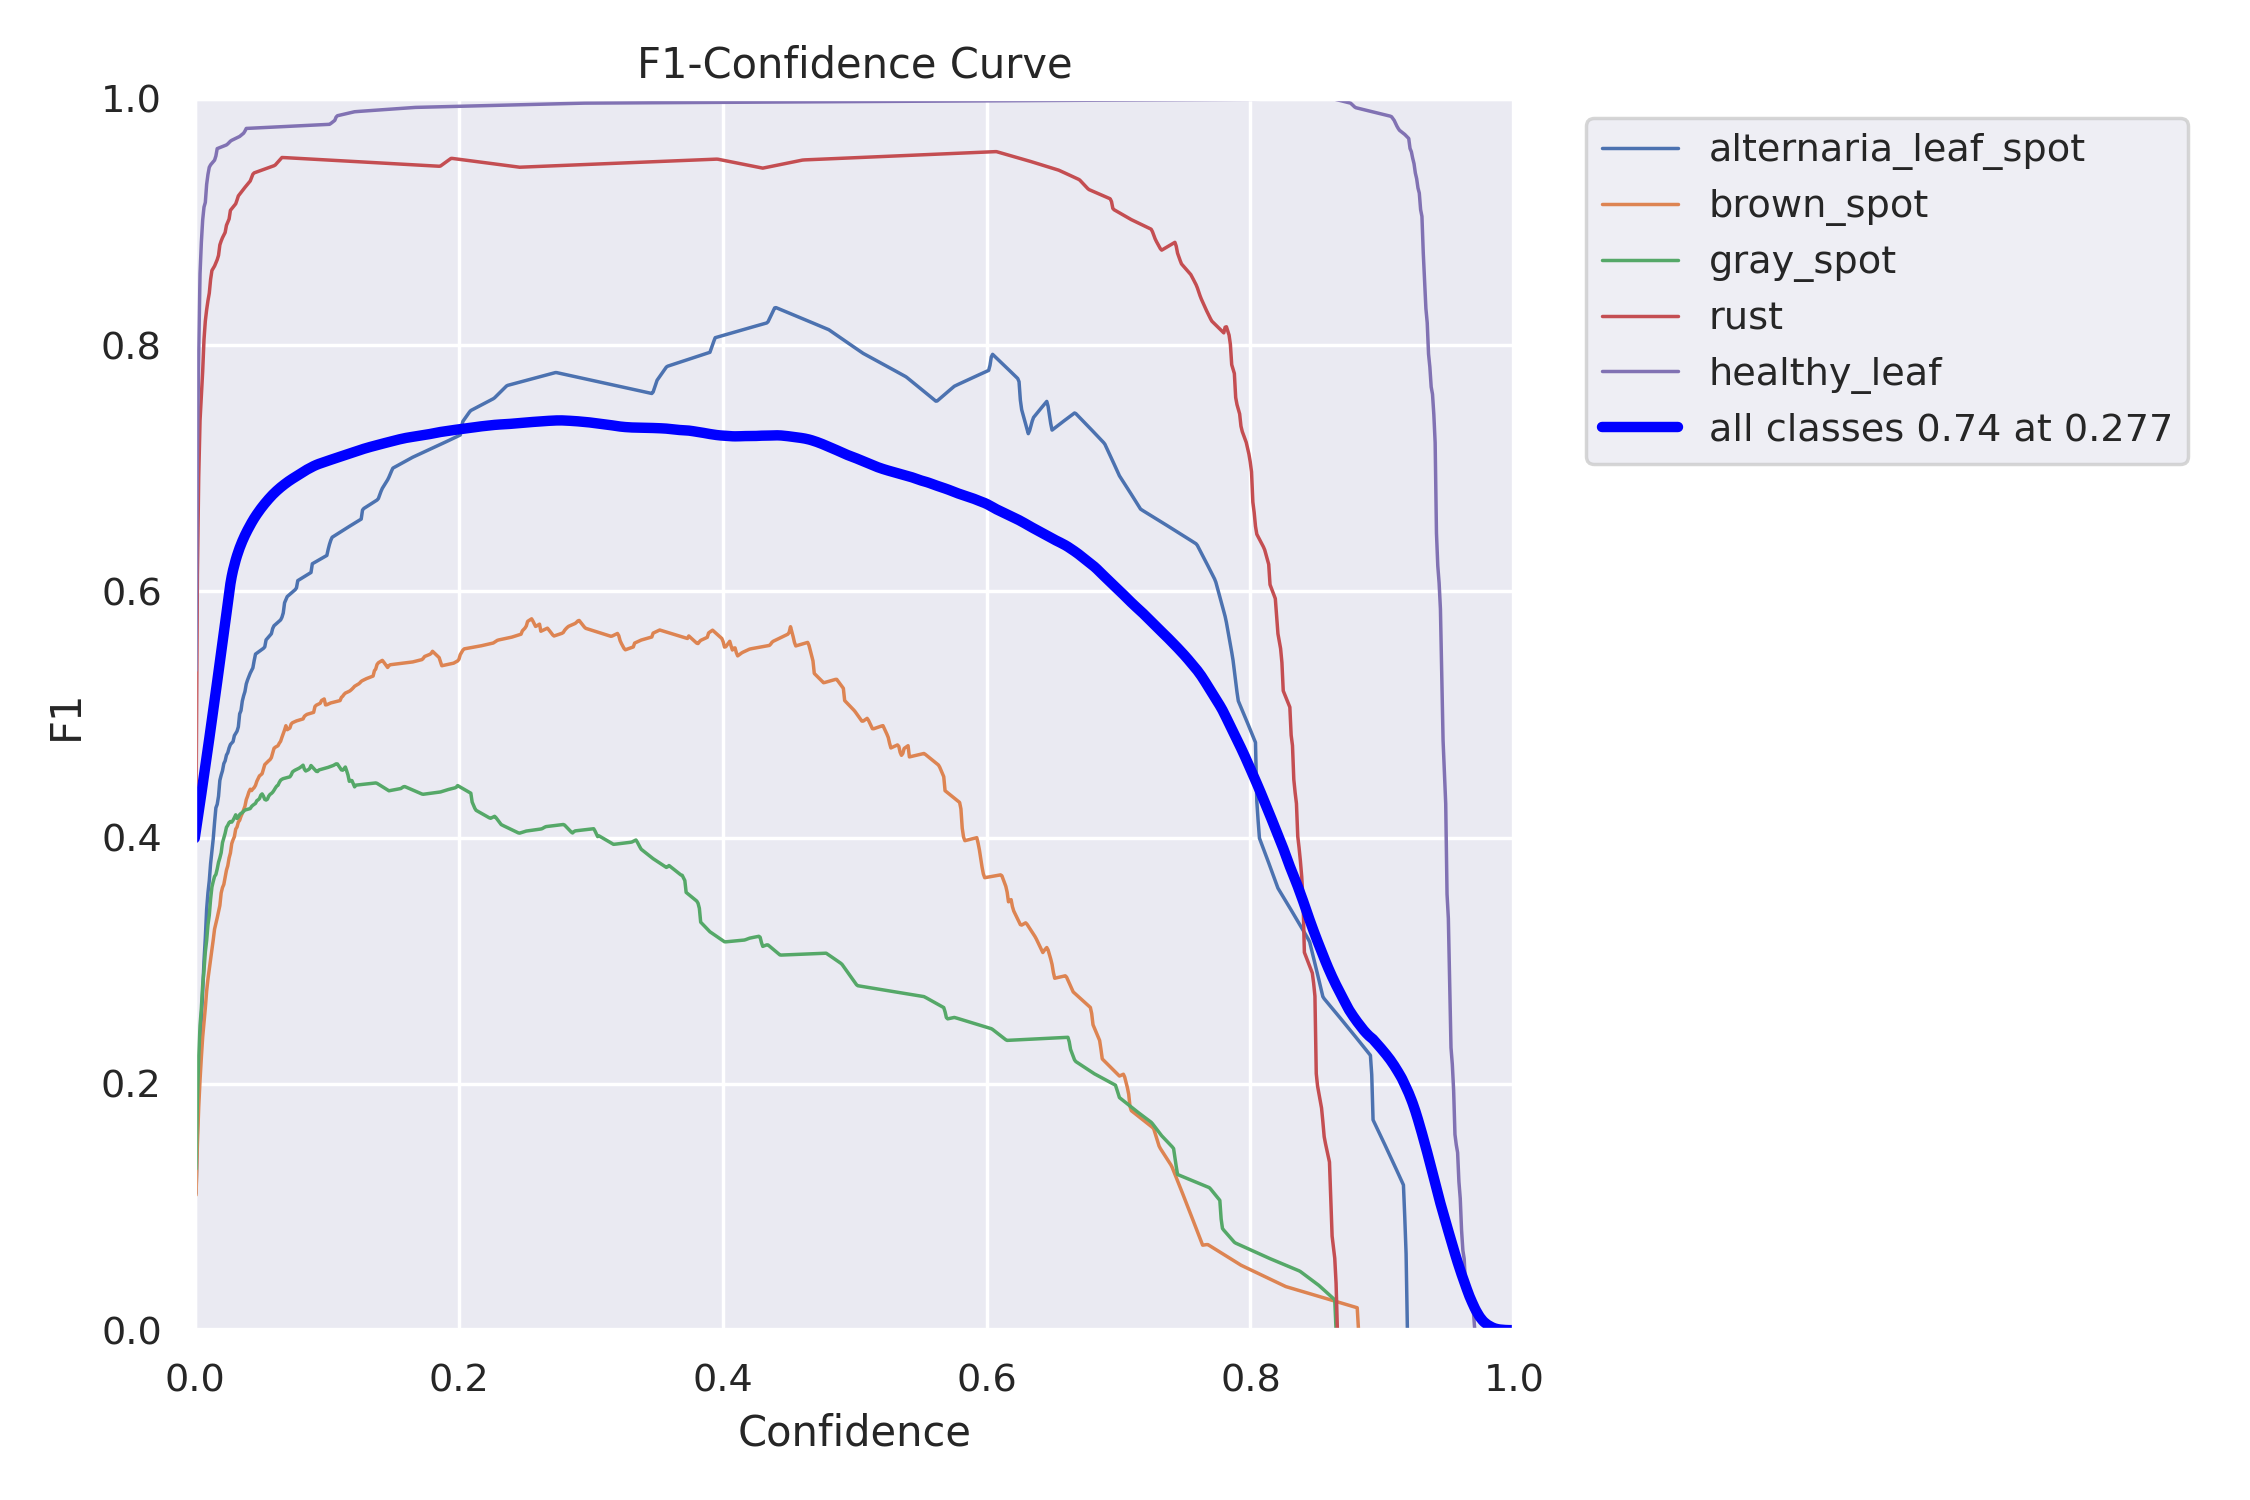 F1-Confidence Curve
1.0
0.8
0.6
0.4
0.2
0.0
F1
0.0 0.2 0.4 0.6 0.8 1.0
Confidence
alternaria_leaf_spot
brown_spot
gray_spot
rust
healthy_leaf
all classes 0.74 at 0.277